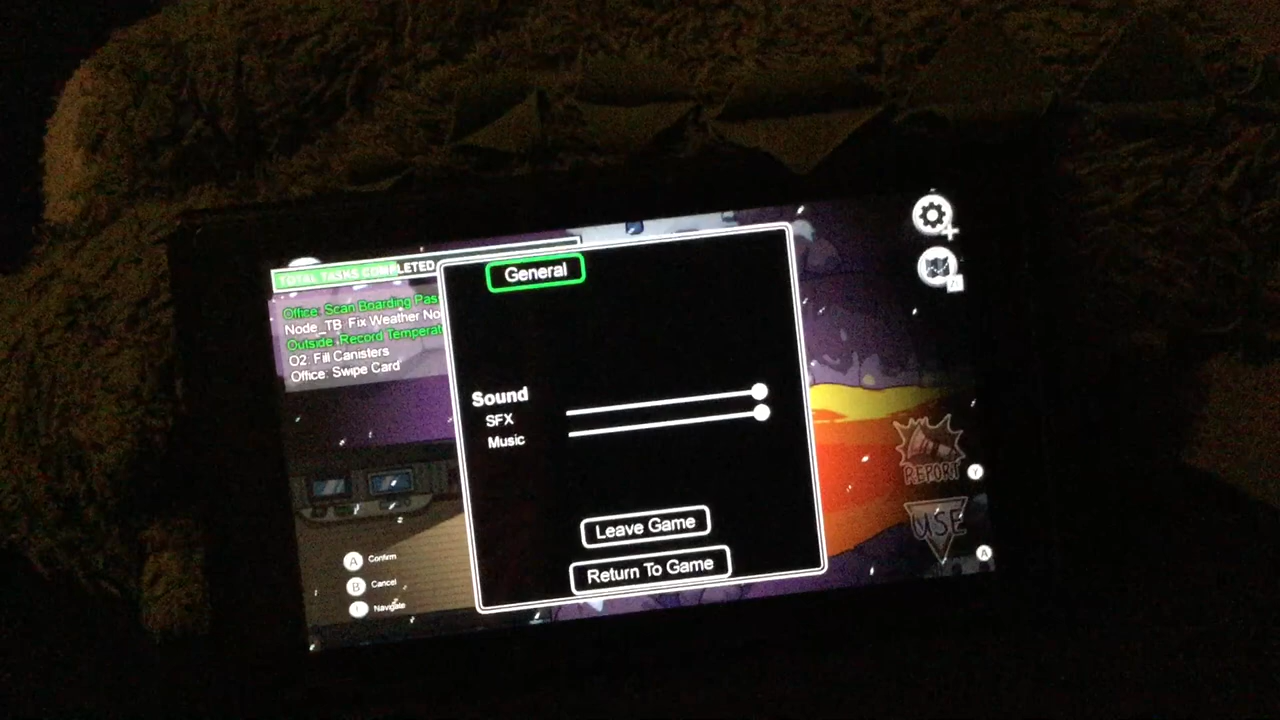 TOTAL TASKS COMPLETED
General
Office: Scan Boarding Pas
Node_TB: Fix Weather No
Outside: Record Temperat
O2: Fill Canisters
Office: Swipe Card
Sound
SFX
Music
REPORT
Y
USE
A
Leave Game
Return To Game
A Confirm
B Cancel
L Navigate